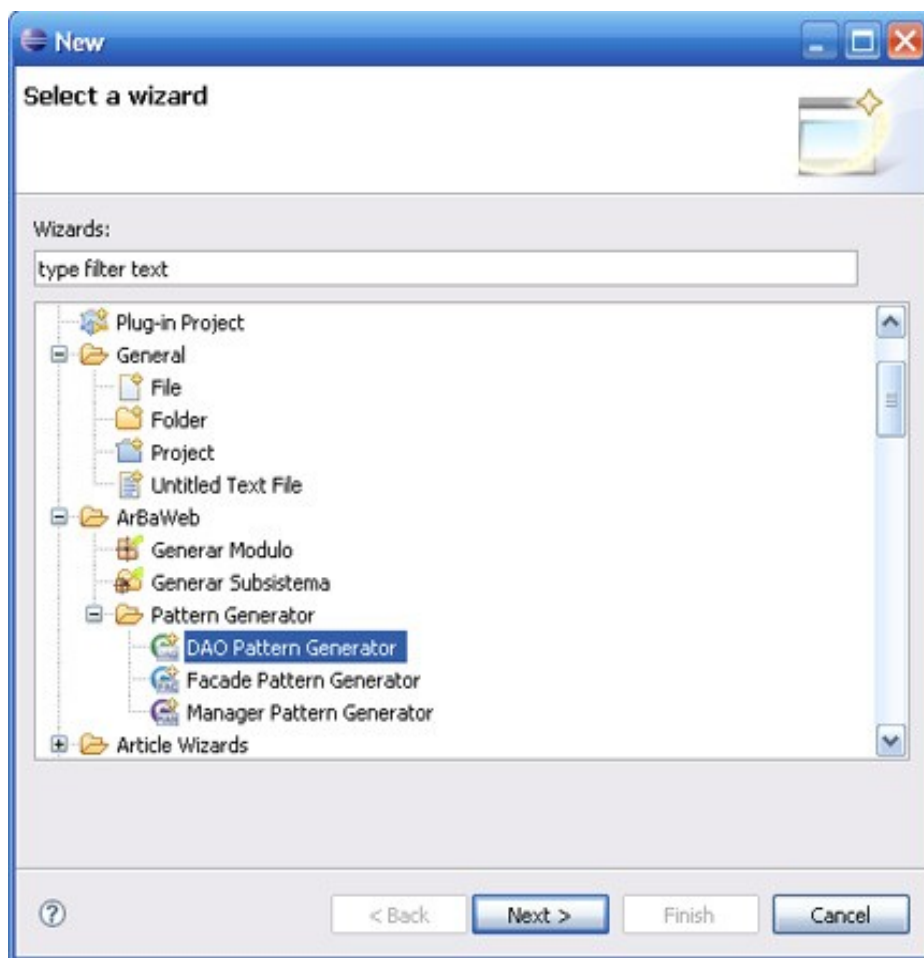 New
Select a wizard
Wizards:
type filter text
Plug-in Project
General
File
Folder
Project
Untitled Text File
ArBaWeb
Generar Modulo
Generar Subsistema
Pattern Generator
DAO Pattern Generator
Facade Pattern Generator
Manager Pattern Generator
Article Wizards
? < Back Next > Finish Cancel